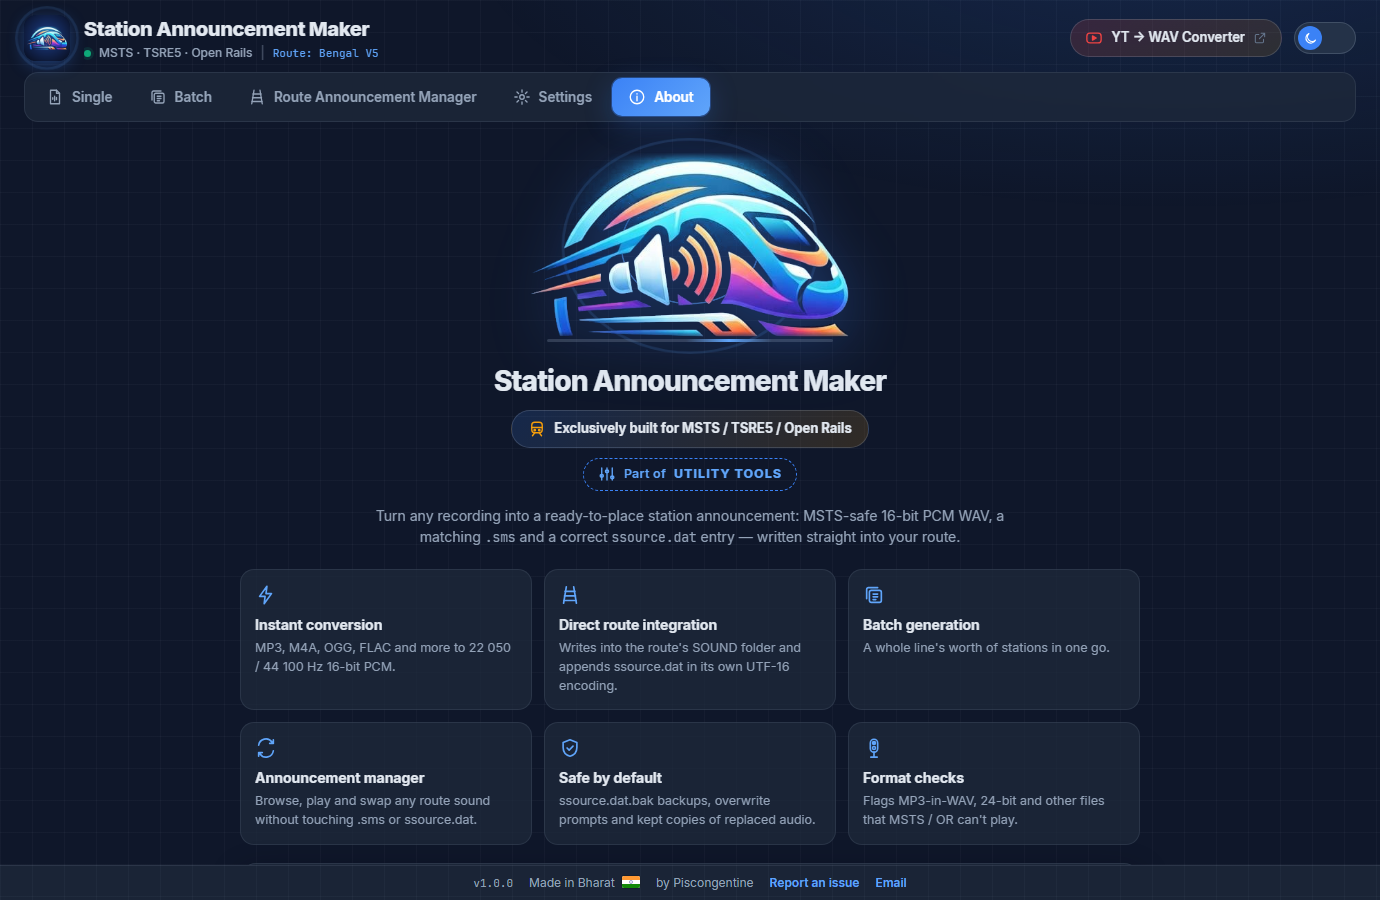 Station Announcement Maker
MSTS · TSRE5 · Open Rails | Route: Bengal V5
YT → WAV Converter
Single
Batch
Route Announcement Manager
Settings
About
Station Announcement Maker
Exclusively built for MSTS / TSRE5 / Open Rails
Part of UTILITY TOOLS
Turn any recording into a ready-to-place station announcement: MSTS-safe 16-bit PCM WAV, a
matching .sms and a correct ssource.dat entry — written straight into your route.
Instant conversion
MP3, M4A, OGG, FLAC and more to 22 050
/ 44 100 Hz 16-bit PCM.
Direct route integration
Writes into the route's SOUND folder and
appends ssource.dat in its own UTF-16
encoding.
Batch generation
A whole line's worth of stations in one go.
Announcement manager
Browse, play and swap any route sound
without touching .sms or ssource.dat.
Safe by default
ssource.dat.bak backups, overwrite
prompts and kept copies of replaced audio.
Format checks
Flags MP3-in-WAV, 24-bit and other files
that MSTS / OR can't play.
v1.0.0 Made in Bharat by Piscongentine Report an issue Email